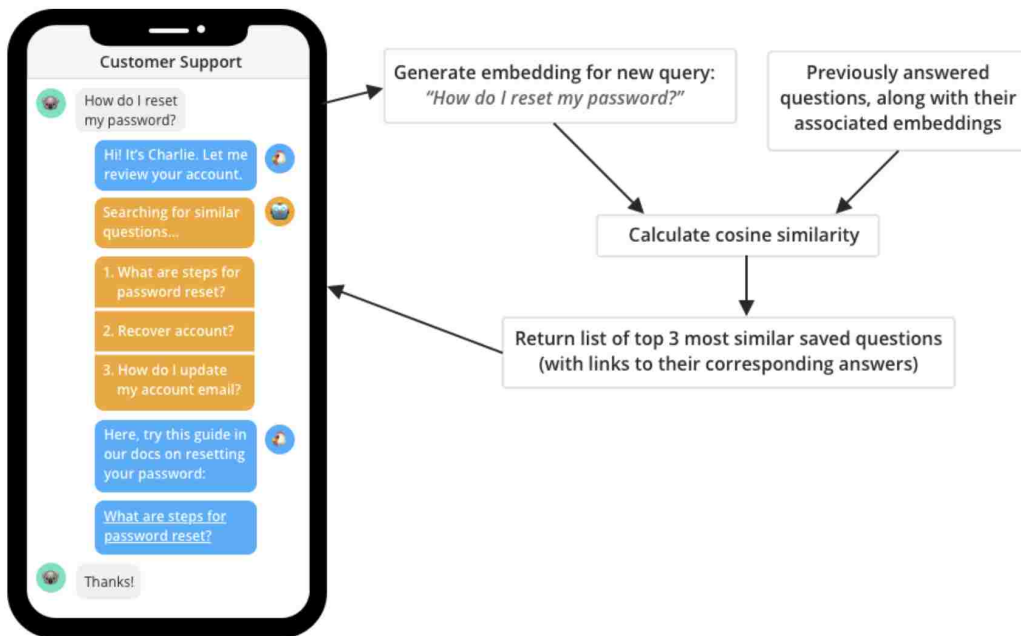 Customer Support
How do I reset
my password?
Hi! It's Charlie. Let me
review your account.
Searching for similar
questions...
1. What are steps for
password reset?
2. Recover account?
3. How do I update
my account email?
Here, try this guide in
our docs on resetting
your password:
What are steps for
password reset?
Thanks!
Generate embedding for new query:
“How do I reset my password?”
Previously answered
questions, along with their
associated embeddings
Calculate cosine similarity
Return list of top 3 most similar saved questions
(with links to their corresponding answers)